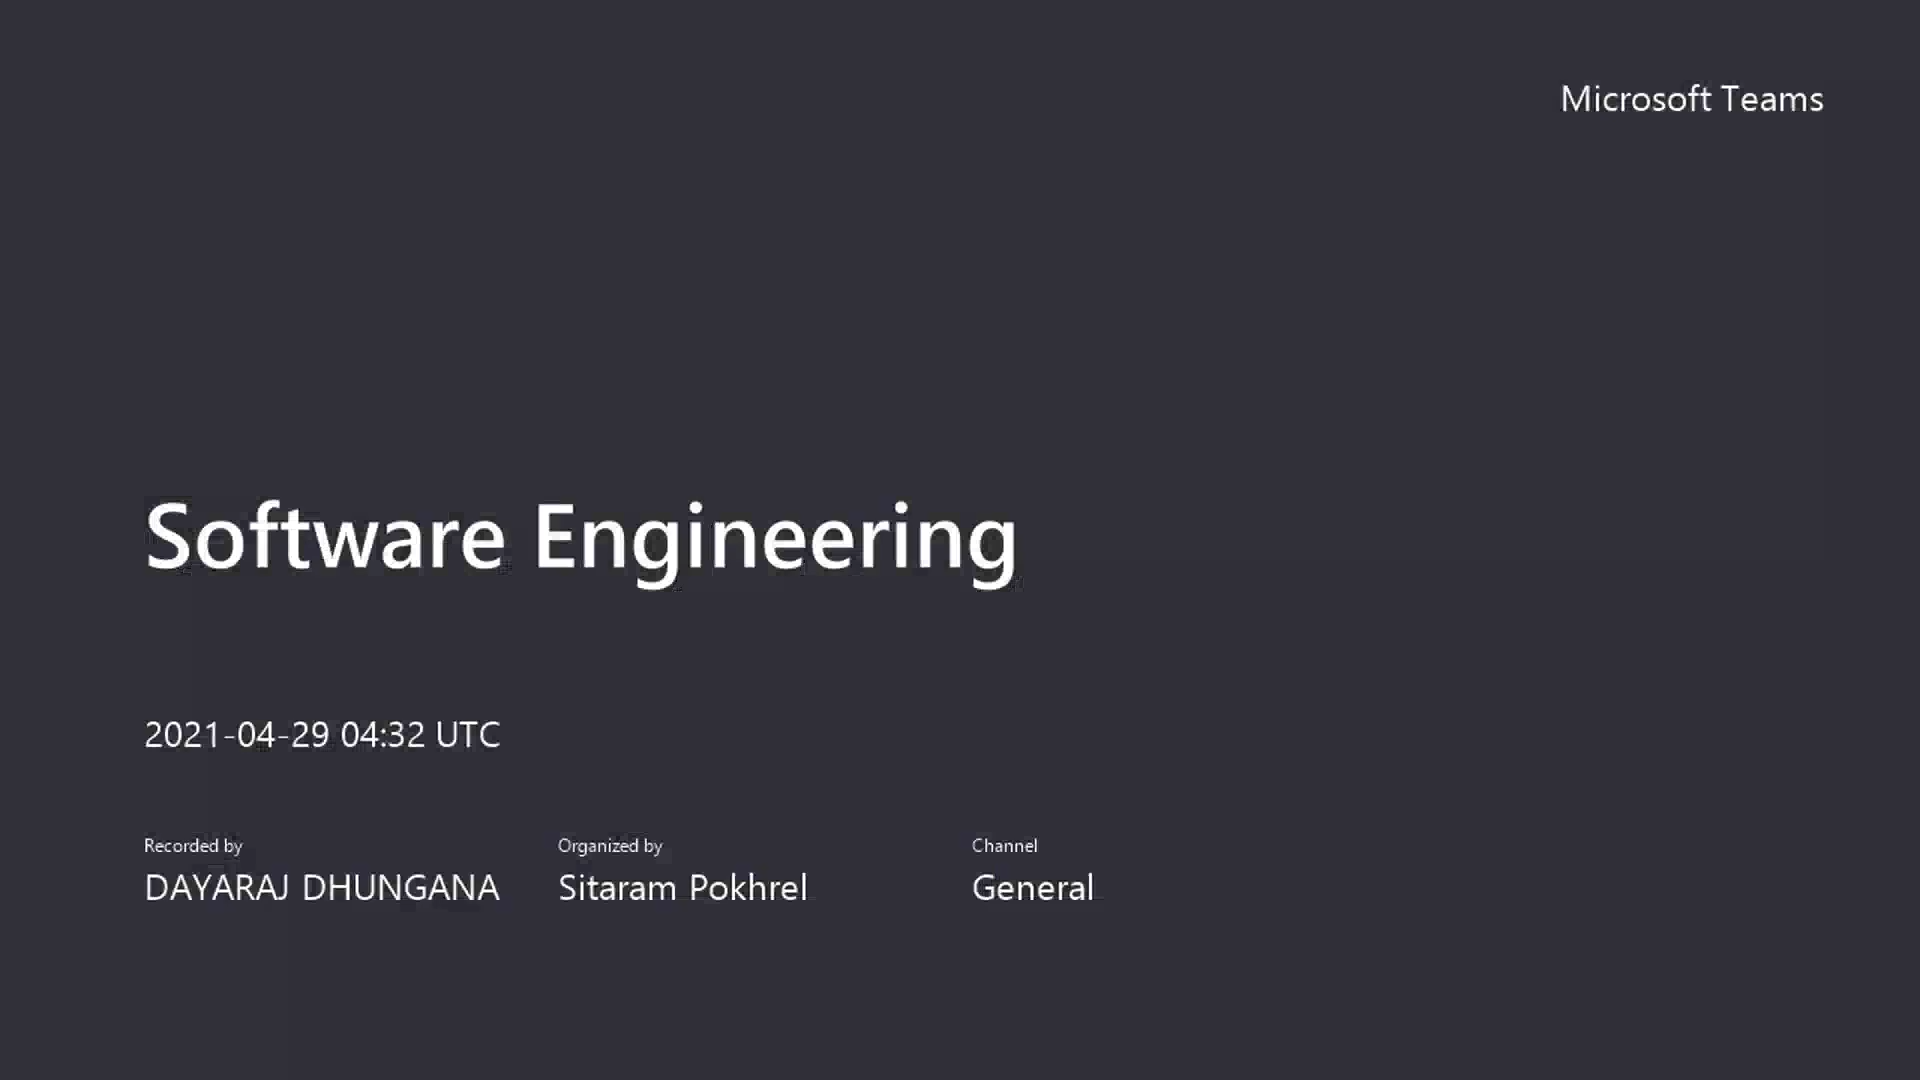 Microsoft Teams
Software Engineering
2021-04-29 04:32 UTC
Recorded by
DAYARAJ DHUNGANA
Organized by
Sitaram Pokhrel
Channel
General